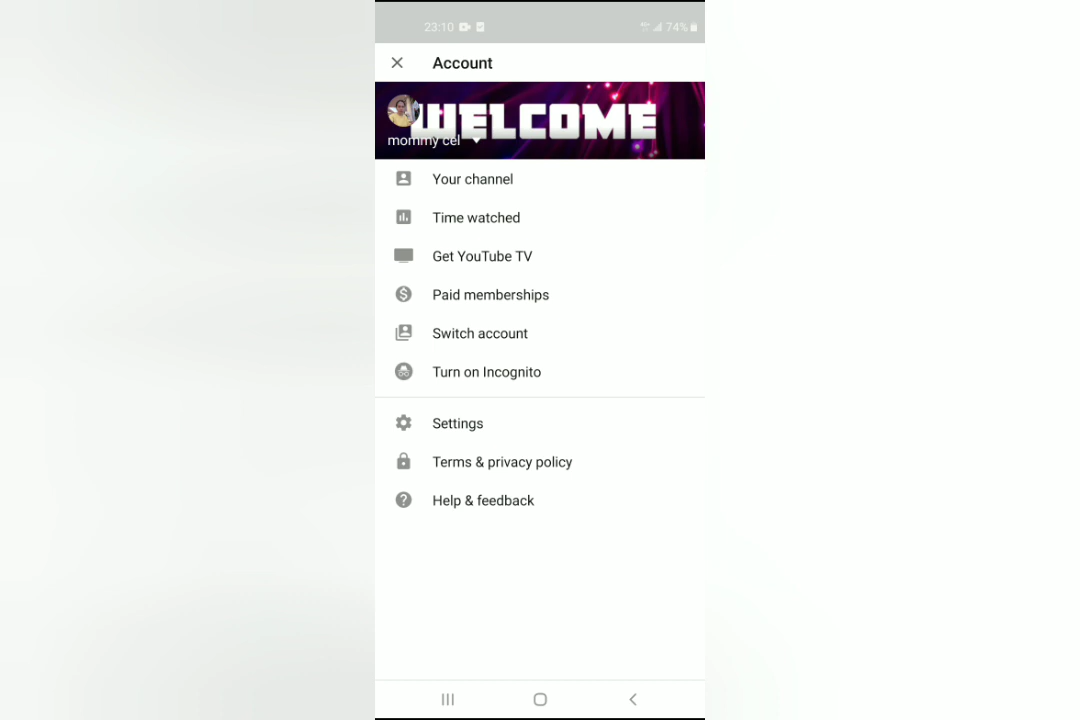 23:10 74%
Account
WELCOME
mommy cel
Your channel
Time watched
Get YouTube TV
Paid memberships
Switch account
Turn on Incognito
Settings
Terms & privacy policy
Help & feedback